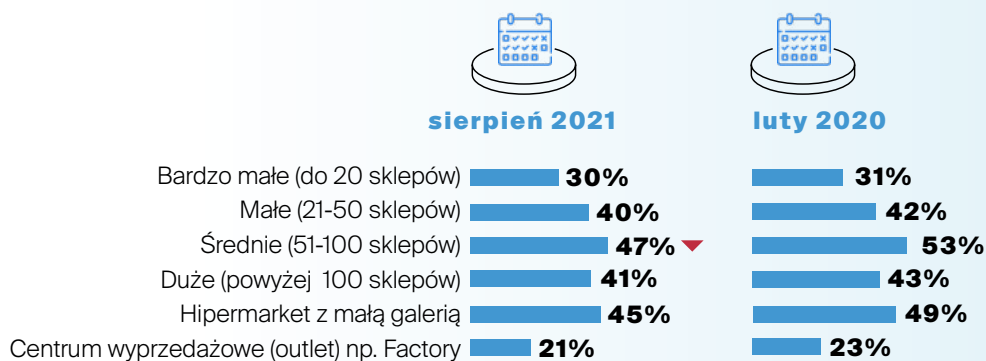 sierpień 2021 luty 2020
Bardzo małe (do 20 sklepów) 30% 31%
Małe (21-50 sklepów) 40% 42%
Średnie (51-100 sklepów) 47% 53%
Duże (powyżej 100 sklepów) 41% 43%
Hipermarket z małą galerią 45% 49%
Centrum wyprzedażowe (outlet) np. Factory 21% 23%